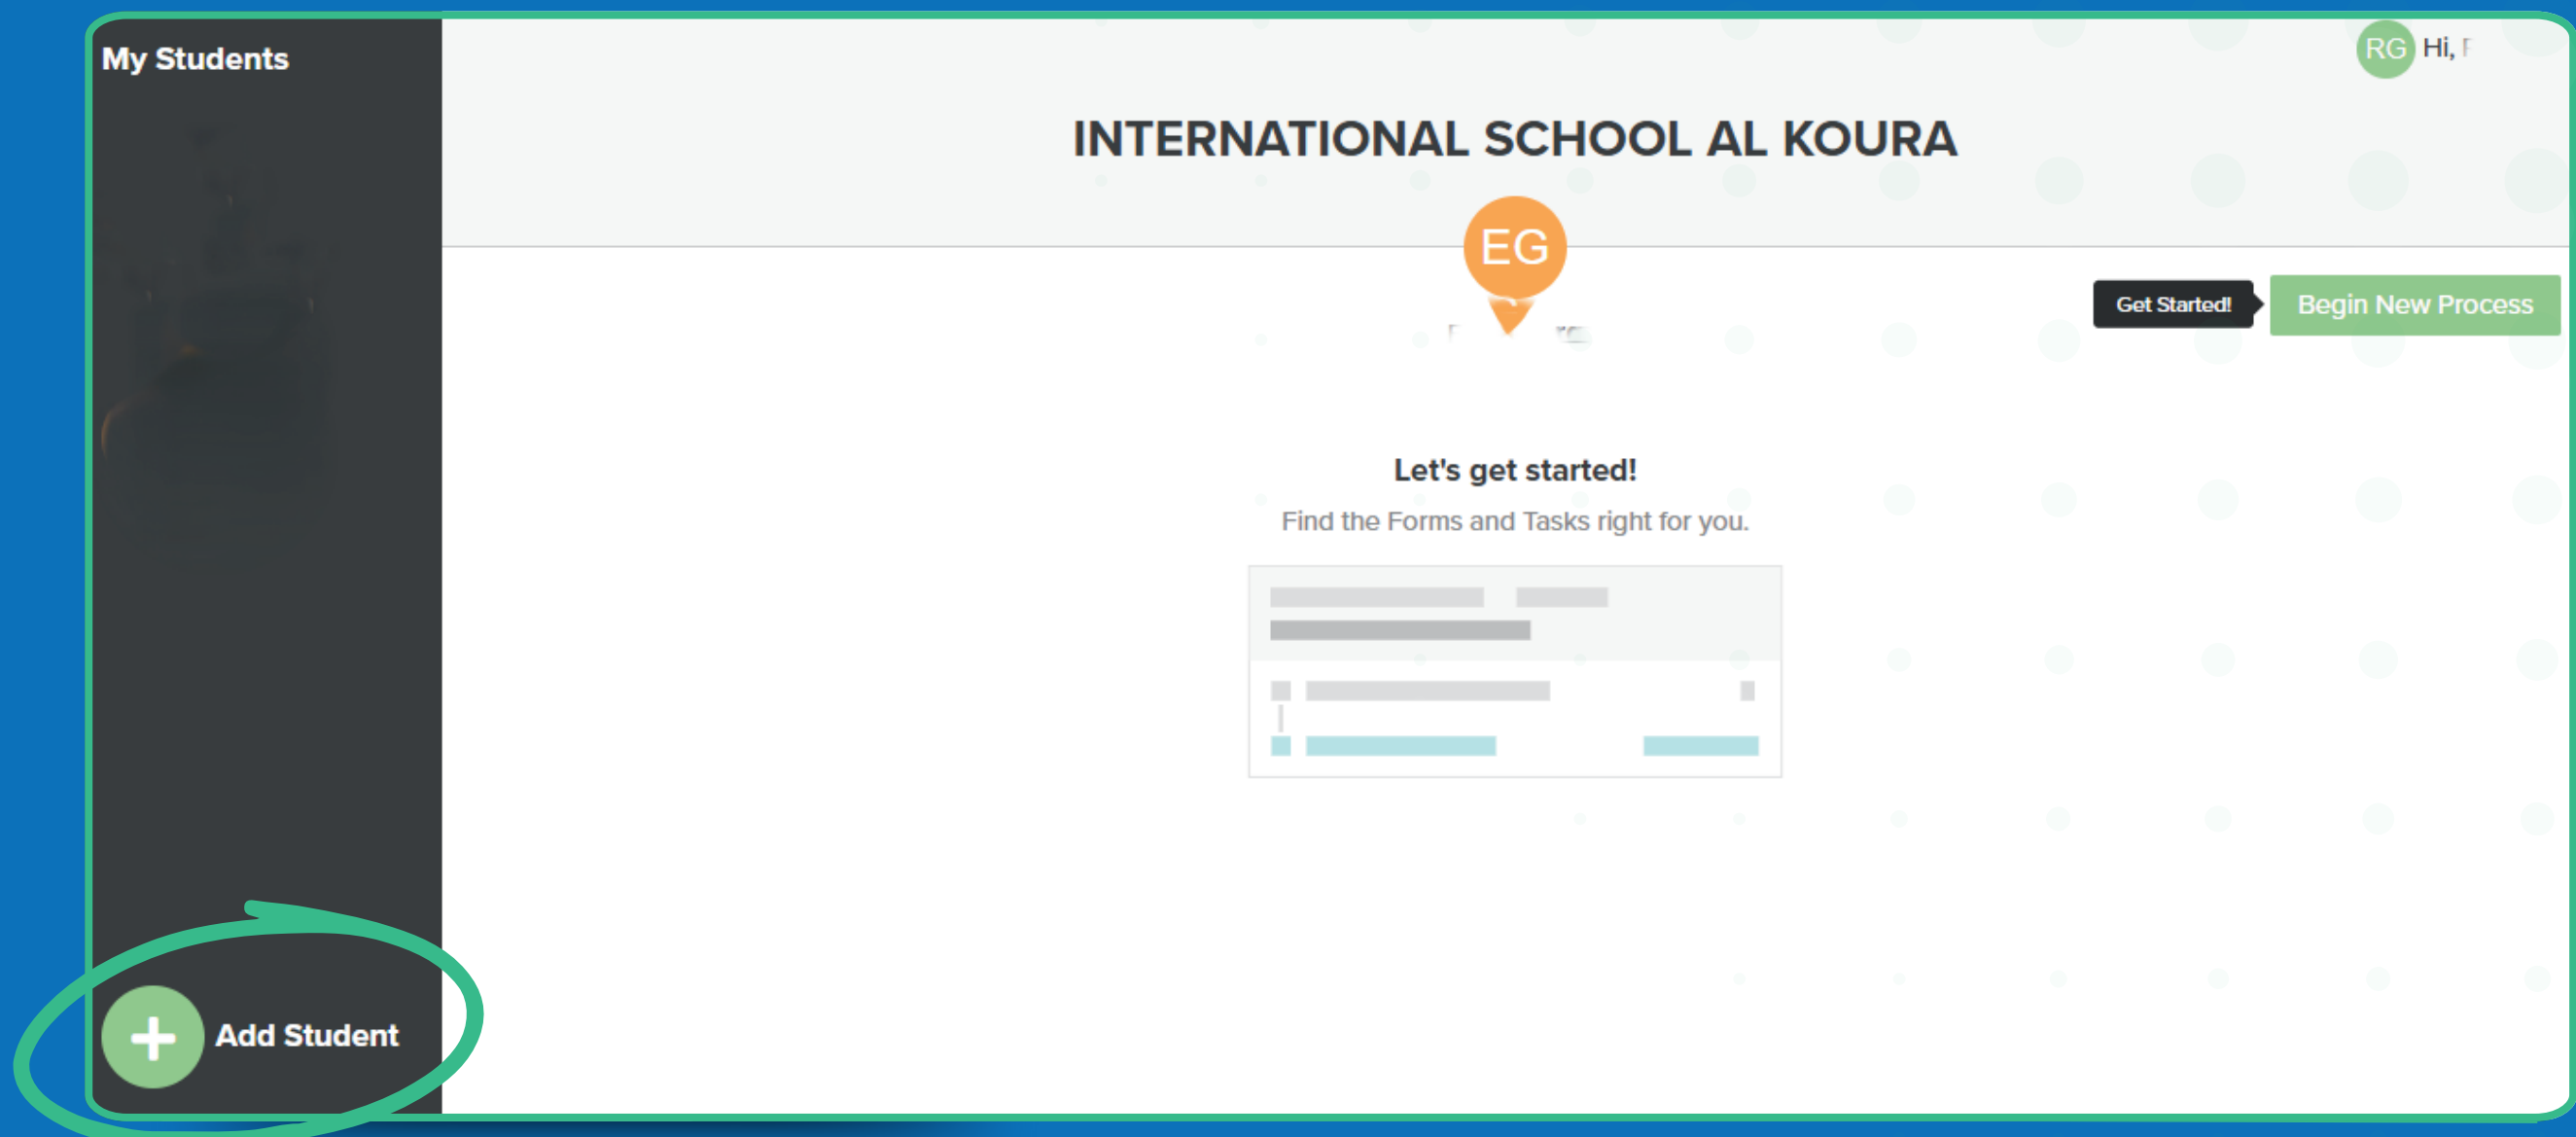 My Students
RG Hi,
INTERNATIONAL SCHOOL AL KOURA
EG
Get Started!
Begin New Process
Let's get started!
Find the Forms and Tasks right for you.
Add Student